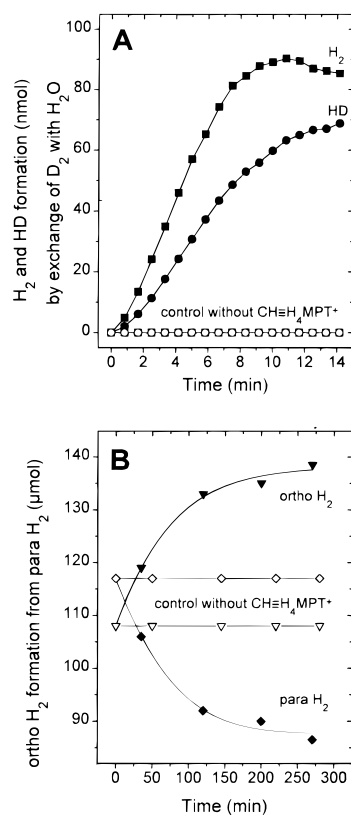 A
H₂ and HD formation (nmol)
by exchange of D₂ with H₂O
100
80
60
40
20
0
H₂
HD
control without CH≡H₄MPT⁺
0 2 4 6 8 10 12 14
Time (min)
B
ortho H₂ formation from para H₂ (μmol)
140
130
120
110
100
90
ortho H₂
control without CH≡H₄MPT⁺
para H₂
0 50 100 150 200 250 300
Time (min)